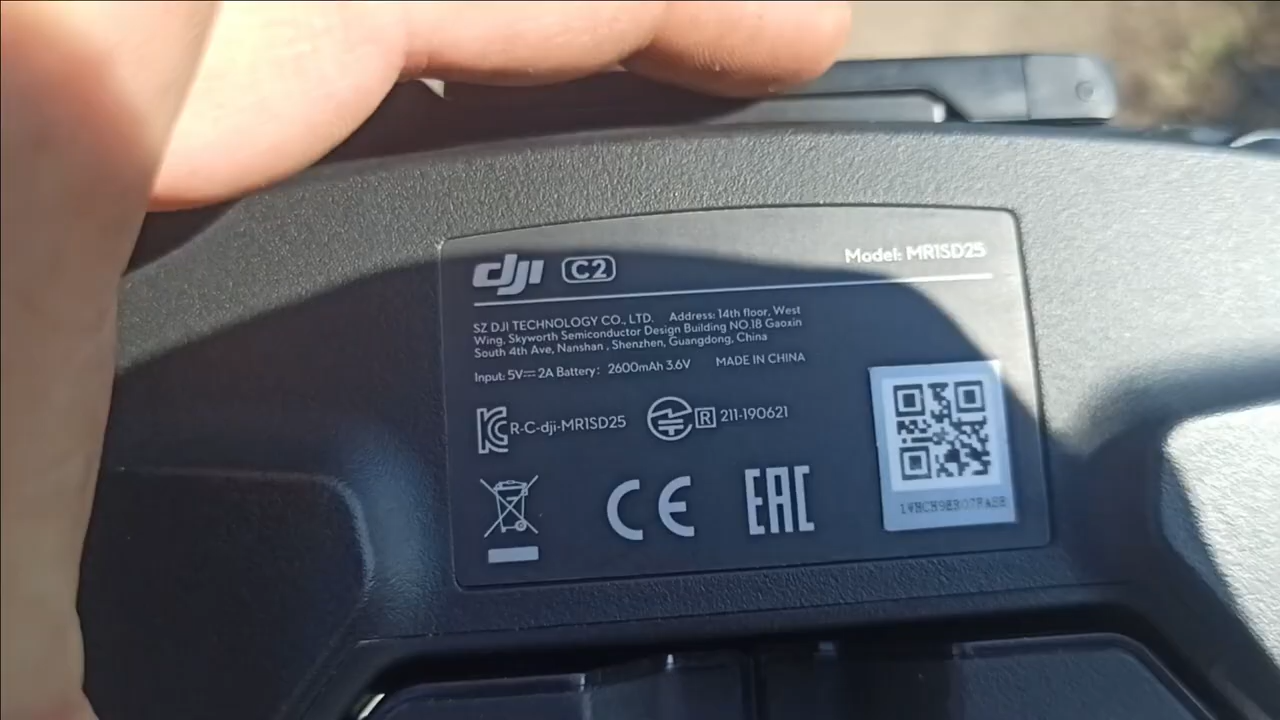 dji C2
Model: MR1SD25
SZ DJI TECHNOLOGY CO., LTD. Address: 14th floor, West
Wing, Skyworth Semiconductor Design Building NO.18 Gaoxin
South 4th Ave, Nanshan , Shenzhen, Guangdong, China
Input: 5V⎓2A Battery: 2600mAh 3.6V MADE IN CHINA
R-C-dji-MR1SD25
R 211-190621
CE EAC